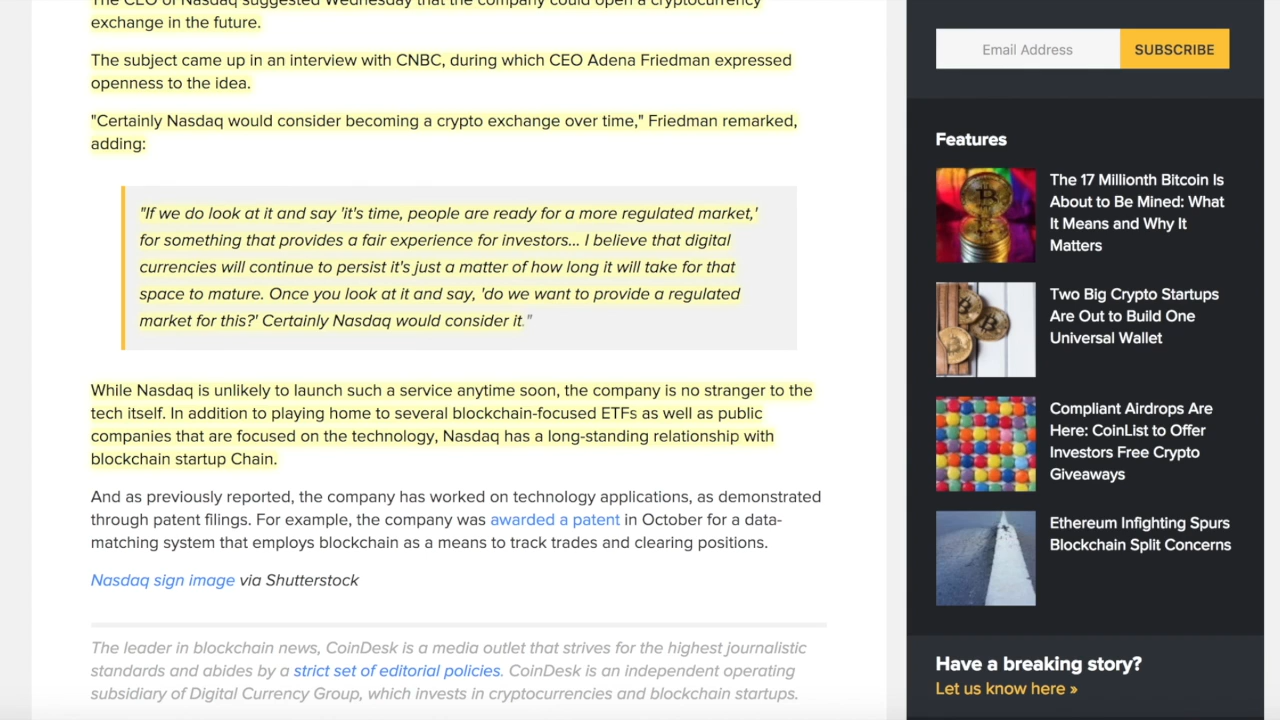 The CEO of Nasdaq suggested Wednesday that the company could open a cryptocurrency
exchange in the future.
The subject came up in an interview with CNBC, during which CEO Adena Friedman expressed
openness to the idea.
"Certainly Nasdaq would consider becoming a crypto exchange over time," Friedman remarked,
adding:
"If we do look at it and say 'it's time, people are ready for a more regulated market,'
for something that provides a fair experience for investors... I believe that digital
currencies will continue to persist it's just a matter of how long it will take for that
space to mature. Once you look at it and say, 'do we want to provide a regulated
market for this?' Certainly Nasdaq would consider it."
While Nasdaq is unlikely to launch such a service anytime soon, the company is no stranger to the
tech itself. In addition to playing home to several blockchain-focused ETFs as well as public
companies that are focused on the technology, Nasdaq has a long-standing relationship with
blockchain startup Chain.
And as previously reported, the company has worked on technology applications, as demonstrated
through patent filings. For example, the company was awarded a patent in October for a data-
matching system that employs blockchain as a means to track trades and clearing positions.
Nasdaq sign image via Shutterstock
The leader in blockchain news, CoinDesk is a media outlet that strives for the highest journalistic
standards and abides by a strict set of editorial policies. CoinDesk is an independent operating
subsidiary of Digital Currency Group, which invests in cryptocurrencies and blockchain startups.
Email Address
SUBSCRIBE
Features
The 17 Millionth Bitcoin Is
About to Be Mined: What
It Means and Why It
Matters
Two Big Crypto Startups
Are Out to Build One
Universal Wallet
Compliant Airdrops Are
Here: CoinList to Offer
Investors Free Crypto
Giveaways
Ethereum Infighting Spurs
Blockchain Split Concerns
Have a breaking story?
Let us know here »